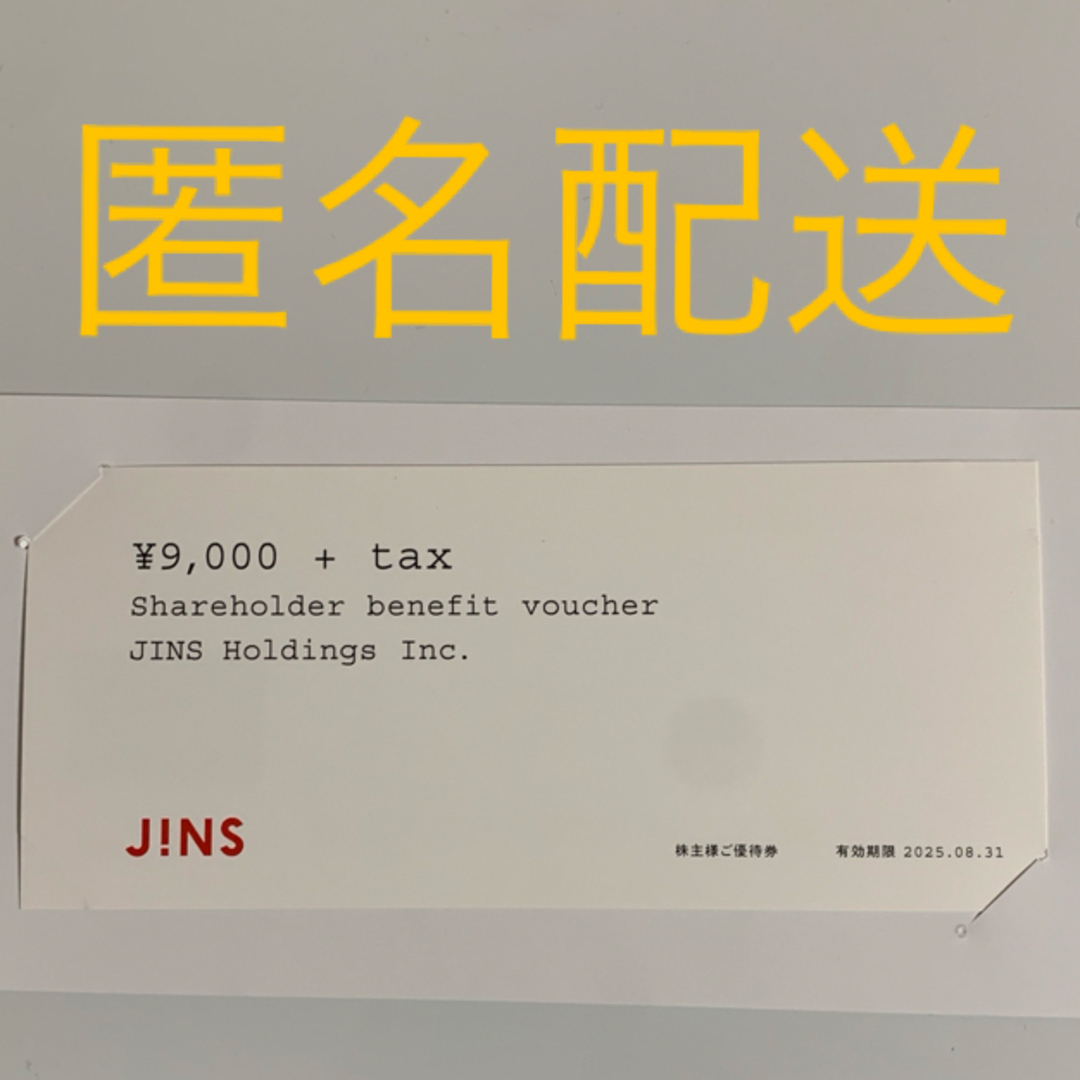 匿名配送
¥9,000 + tax
Shareholder benefit voucher
JINS Holdings Inc.
J!NS
株主様ご優待券 有効期限 2025.08.31